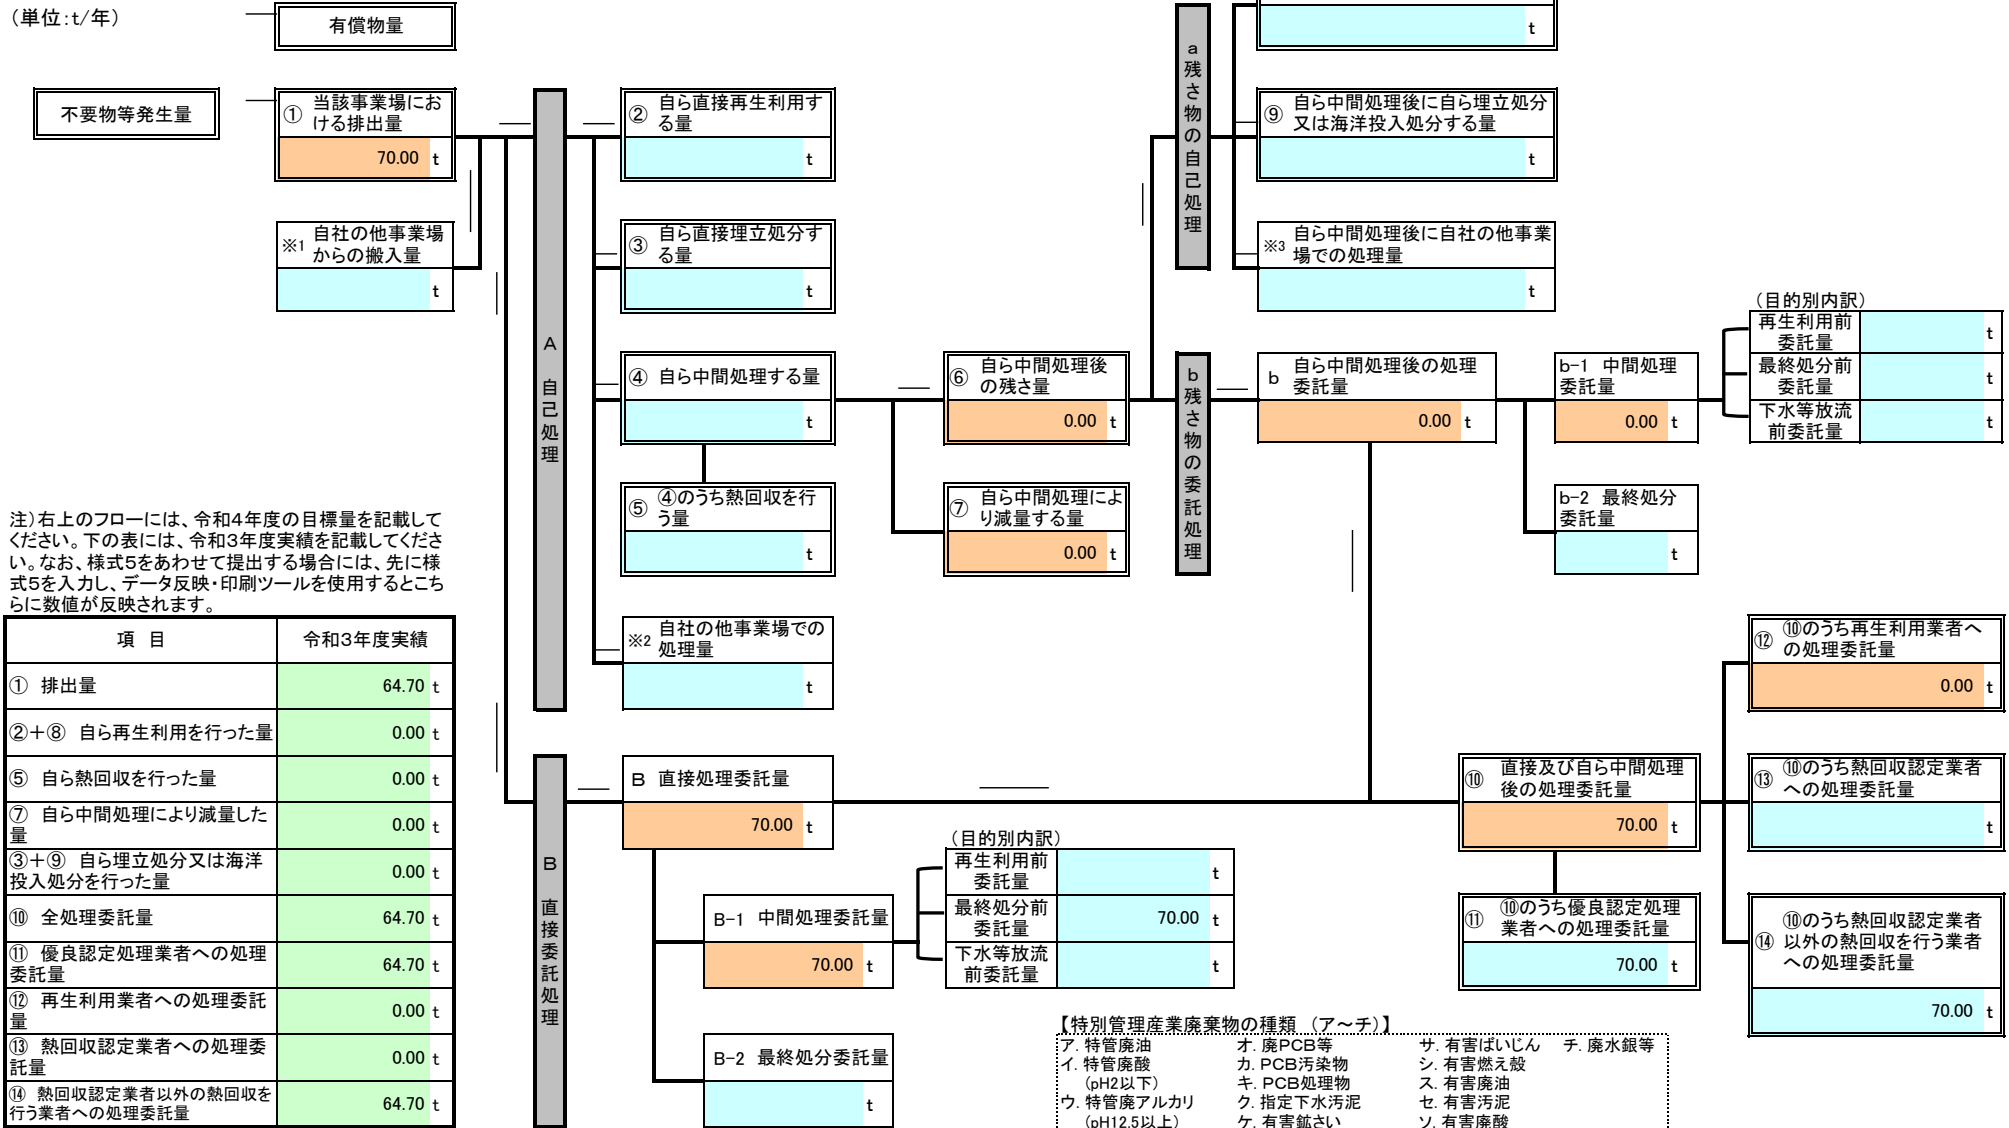 （単位:t/年）
有償物量
t
不要物等発生量
① 当該事業場にお
ける排出量
70.00 t
※1 自社の他事業場
からの搬入量
t
A 自己処理
② 自ら直接再生利用す
る量
t
③ 自ら直接埋立処分す
る量
t
④ 自ら中間処理する量
t
⑤ ④のうち熱回収を行
う量
t
※2 自社の他事業場での
処理量
t
⑥ 自ら中間処理後
の残さ量
0.00 t
⑦ 自ら中間処理によ
り減量する量
0.00 t
a 残さ物の自己処理
⑨ 自ら中間処理後に自ら埋立処分
又は海洋投入処分する量
t
※3 自ら中間処理後に自社の他事業
場での処理量
t
b 残さ物の委託処理
b 自ら中間処理後の処理
委託量
0.00 t
b-1 中間処理
委託量
0.00 t
b-2 最終処分
委託量
t
（目的別内訳）
再生利用前
委託量
t
最終処分前
委託量
t
下水等放流
前委託量
t
注）右上のフローには、令和4年度の目標量を記載して
ください。下の表には、令和3年度実績を記載してくださ
い。なお、様式5をあわせて提出する場合には、先に様
式5を入力し、データ反映・印刷ツールを使用するとこち
らに数値が反映されます。
項 目 令和3年度実績
① 排出量 64.70 t
②＋⑧ 自ら再生利用を行った量 0.00 t
⑤ 自ら熱回収を行った量 0.00 t
⑦ 自ら中間処理により減量した
量 0.00 t
③＋⑨ 自ら埋立処分又は海洋
投入処分を行った量 0.00 t
⑩ 全処理委託量 64.70 t
⑪ 優良認定処理業者への処理
委託量 64.70 t
⑫ 再生利用業者への処理委託
量 0.00 t
⑬ 熱回収認定業者への処理委
託量 0.00 t
⑭ 熱回収認定業者以外の熱回収を
行う業者への処理委託量 64.70 t
B 直接委託処理
B 直接処理委託量
70.00 t
B-1 中間処理委託量
70.00 t
B-2 最終処分委託量
t
（目的別内訳）
再生利用前
委託量
t
最終処分前
委託量
70.00 t
下水等放流
前委託量
t
⑩ 直接及び自ら中間処理
後の処理委託量
70.00 t
⑪ ⑩のうち優良認定処理
業者への処理委託量
70.00 t
⑫ ⑩のうち再生利用業者へ
の処理委託量
0.00 t
⑬ ⑩のうち熱回収認定業者
への処理委託量
t
⑭ ⑩のうち熱回収認定業者
以外の熱回収を行う業者
への処理委託量
70.00 t
【特別管理産業廃棄物の種類 （ア～チ）】
ア. 特管廃油 オ. 廃PCB等 サ. 有害ばいじん チ. 廃水銀等
イ. 特管廃酸 カ. PCB汚染物 シ. 有害燃え殻
（pH2以下） キ. PCB処理物 ス. 有害廃油
ウ. 特管廃アルカリ ク. 指定下水汚泥 セ. 有害汚泥
（pH12.5以上） ケ. 有害鉱さい ソ. 有害廃酸